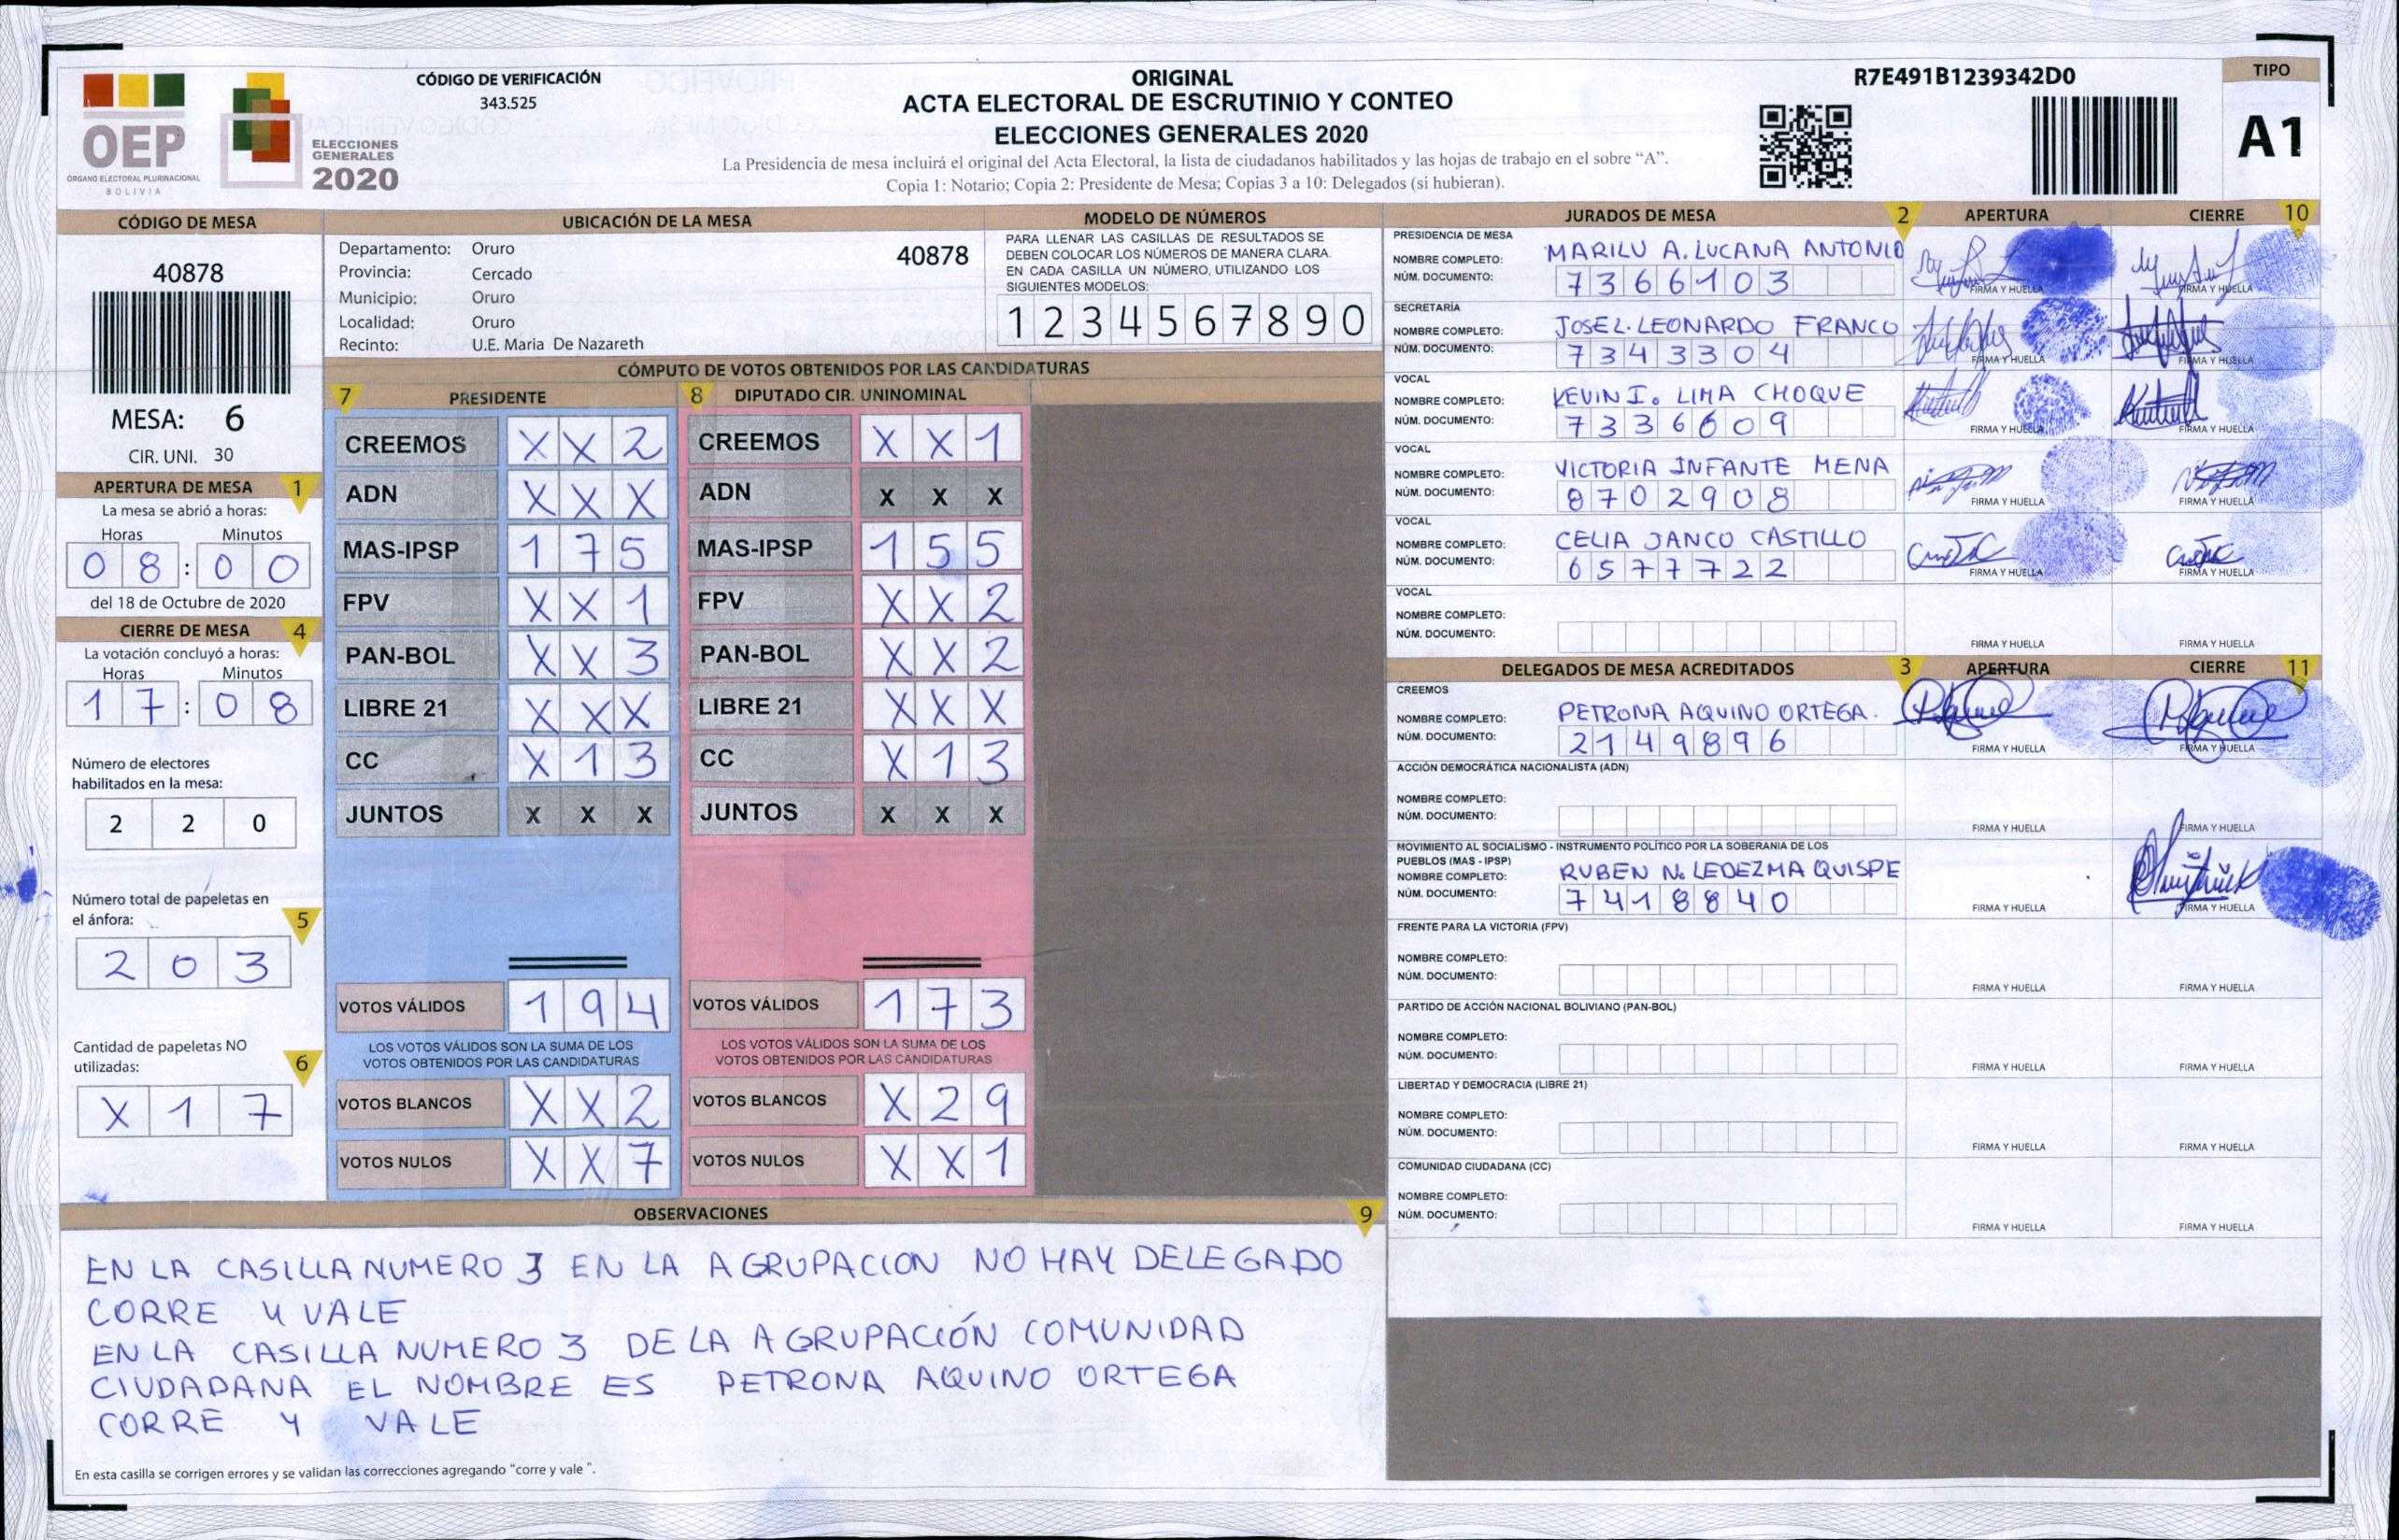 OEP
ÓRGANO ELECTORAL PLURINACIONAL
BOLIVIA
ELECCIONES
GENERALES
2020
CÓDIGO DE VERIFICACIÓN
343.525
ORIGINAL
ACTA ELECTORAL DE ESCRUTINIO Y CONTEO
ELECCIONES GENERALES 2020
La Presidencia de mesa incluirá el original del Acta Electoral, la lista de ciudadanos habilitados y las hojas de trabajo en el sobre “A”.
Copia 1: Notario; Copia 2: Presidente de Mesa; Copias 3 a 10: Delegados (si hubieran).
R7E491B1239342D0
TIPO
A1
CÓDIGO DE MESA
40878
MESA: 6
CIR. UNI. 30
APERTURA DE MESA 1
La mesa se abrió a horas:
Horas Minutos
08:00
del 18 de Octubre de 2020
CIERRE DE MESA 4
La votación concluyó a horas:
Horas Minutos
17:08
Número de electores
habilitados en la mesa:
2 2 0
Número total de papeletas en
el ánfora: 5
2 0 3
Cantidad de papeletas NO
utilizadas: 6
X 1 7
UBICACIÓN DE LA MESA
Departamento: Oruro 40878
Provincia: Cercado
Municipio: Oruro
Localidad: Oruro
Recinto: U.E. Maria De Nazareth
MODELO DE NÚMEROS
PARA LLENAR LAS CASILLAS DE RESULTADOS SE
DEBEN COLOCAR LOS NÚMEROS DE MANERA CLARA.
EN CADA CASILLA UN NÚMERO, UTILIZANDO LOS
SIGUIENTES MODELOS:
1 2 3 4 5 6 7 8 9 0
CÓMPUTO DE VOTOS OBTENIDOS POR LAS CANDIDATURAS
7 PRESIDENTE 8 DIPUTADO CIR. UNINOMINAL
CREEMOS X X 2 CREEMOS X X 1
ADN X X X ADN X X X
MAS-IPSP 1 7 5 MAS-IPSP 1 5 5
FPV X X 1 FPV X X 2
PAN-BOL X X 3 PAN-BOL X X 2
LIBRE 21 X X X LIBRE 21 X X X
CC X 1 3 CC X 1 3
JUNTOS X X X JUNTOS X X X
VOTOS VÁLIDOS 1 9 4 VOTOS VÁLIDOS 1 7 3
LOS VOTOS VÁLIDOS SON LA SUMA DE LOS LOS VOTOS VÁLIDOS SON LA SUMA DE LOS
VOTOS OBTENIDOS POR LAS CANDIDATURAS VOTOS OBTENIDOS POR LAS CANDIDATURAS
VOTOS BLANCOS X X 2 VOTOS BLANCOS X 2 9
VOTOS NULOS X X 7 VOTOS NULOS X X 1
OBSERVACIONES 9
EN LA CASILLA NUMERO 3 EN LA AGRUPACION NO HAY DELEGADO
CORRE Y VALE
EN LA CASILLA NUMERO 3 DE LA AGRUPACIÓN COMUNIDAD
CIUDADANA EL NOMBRE ES PETRONA AQUINO ORTEGA
CORRE Y VALE
En esta casilla se corrigen errores y se validan las correcciones agregando “corre y vale ”.
JURADOS DE MESA 2 APERTURA CIERRE 10
PRESIDENCIA DE MESA
NOMBRE COMPLETO: MARILU A. LUCANA ANTONIO
NÚM. DOCUMENTO: 7366103
FIRMA Y HUELLA FIRMA Y HUELLA
SECRETARÍA
NOMBRE COMPLETO: JOSE L. LEONARDO FRANCO
NÚM. DOCUMENTO: 7343304
FIRMA Y HUELLA FIRMA Y HUELLA
VOCAL
NOMBRE COMPLETO: KEVIN I. LIMA CHOQUE
NÚM. DOCUMENTO: 7336609
FIRMA Y HUELLA FIRMA Y HUELLA
VOCAL
NOMBRE COMPLETO: VICTORIA INFANTE MENA
NÚM. DOCUMENTO: 8702908
FIRMA Y HUELLA FIRMA Y HUELLA
VOCAL
NOMBRE COMPLETO: CELIA JANCO CASTILLO
NÚM. DOCUMENTO: 6577722
FIRMA Y HUELLA FIRMA Y HUELLA
VOCAL
NOMBRE COMPLETO:
NÚM. DOCUMENTO:
FIRMA Y HUELLA FIRMA Y HUELLA
DELEGADOS DE MESA ACREDITADOS 3 APERTURA CIERRE 11
CREEMOS
NOMBRE COMPLETO: PETRONA AQUINO ORTEGA.
NÚM. DOCUMENTO: 2149896
FIRMA Y HUELLA FIRMA Y HUELLA
ACCIÓN DEMOCRÁTICA NACIONALISTA (ADN)
NOMBRE COMPLETO:
NÚM. DOCUMENTO:
FIRMA Y HUELLA FIRMA Y HUELLA
MOVIMIENTO AL SOCIALISMO - INSTRUMENTO POLÍTICO POR LA SOBERANIA DE LOS
PUEBLOS (MAS - IPSP)
NOMBRE COMPLETO: RUBEN N. LEDEZMA QUISPE
NÚM. DOCUMENTO: 7418840
FIRMA Y HUELLA FIRMA Y HUELLA
FRENTE PARA LA VICTORIA (FPV)
NOMBRE COMPLETO:
NÚM. DOCUMENTO:
FIRMA Y HUELLA FIRMA Y HUELLA
PARTIDO DE ACCIÓN NACIONAL BOLIVIANO (PAN-BOL)
NOMBRE COMPLETO:
NÚM. DOCUMENTO:
FIRMA Y HUELLA FIRMA Y HUELLA
LIBERTAD Y DEMOCRACIA (LIBRE 21)
NOMBRE COMPLETO:
NÚM. DOCUMENTO:
FIRMA Y HUELLA FIRMA Y HUELLA
COMUNIDAD CIUDADANA (CC)
NOMBRE COMPLETO:
NÚM. DOCUMENTO:
FIRMA Y HUELLA FIRMA Y HUELLA